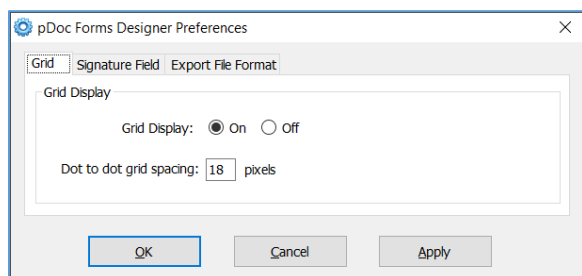 pDoc Forms Designer Preferences
Grid Signature Field Export File Format
Grid Display
Grid Display: On Off
Dot to dot grid spacing: 18 pixels
OK Cancel Apply